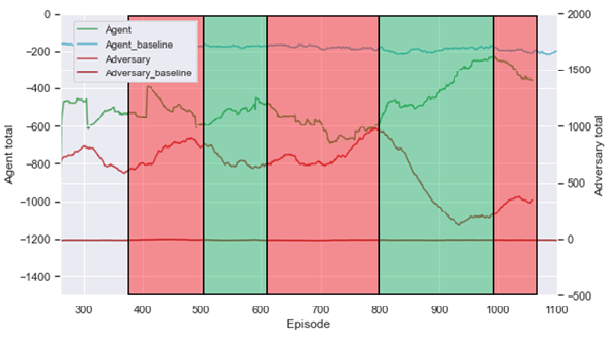 0
−200
−400
−600
−800
−1000
−1200
−1400
Agent total
Agent
Agent_baseline
Adversary
Adversary_baseline
2000
1500
1000
500
0
−500
Adversary total
300 400 500 600 700 800 900 1000 1100
Episode